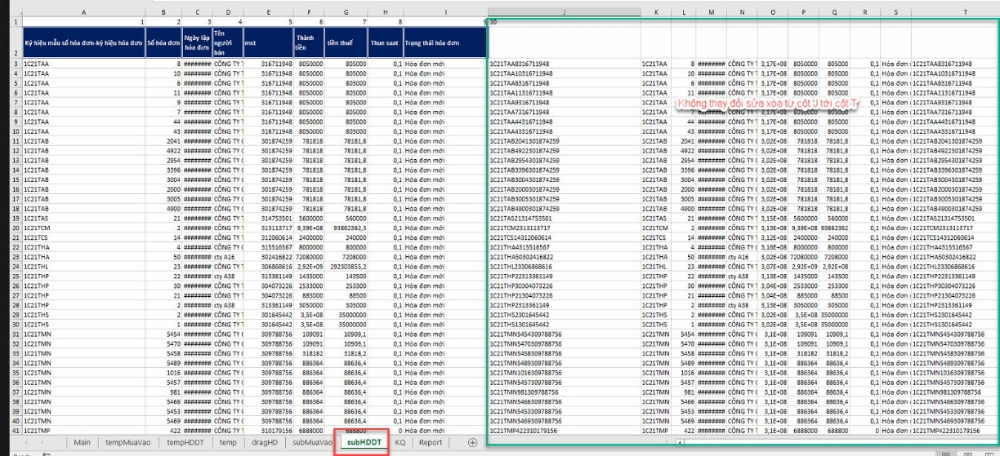 A B C D E F G H I J K L M N O P Q R S T
1 1 2 3 4 5 6 7 8 9 10
2 Ký hiệu mẫu số hóa đơn-ký hiệu hóa đơn Số hóa đơn Ngày lập hóa đơn Tên người bán mst Thành tiền tiền thuế Thue suat Trạng thái hóa đơn
3 1C21TAA 8 ######## CÔNG TY T 316711948 8050000 805000 0,1 Hóa đơn mới 1C21TAA8316711948 1C21TAA 8 ######## CÔNG TY T 3,17E+08 8050000 805000 0,1 Hóa đơn 1C21TAA8316711948
4 1C21TAA 10 ######## CÔNG TY T 316711948 8050000 805000 0,1 Hóa đơn mới 1C21TAA10316711948 1C21TAA 10 ######## CÔNG TY T 3,17E+08 8050000 805000 0,1 Hóa đơn 1C21TAA10316711948
5 1C21TAA 6 ######## CÔNG TY T 316711948 8050000 805000 0,1 Hóa đơn mới 1C21TAA6316711948 1C21TAA 6 ######## CÔNG TY T 3,17E+08 8050000 805000 0,1 Hóa đơn 1C21TAA6316711948
6 1C21TAA 11 ######## CÔNG TY T 316711948 8050000 805000 0,1 Hóa đơn mới 1C21TAA11316711948 1C21TAA 11 ######## CÔNG TY T 3,17E+08 8050000 805000 0,1 Hóa đơn 1C21TAA11316711948
7 1C21TAA 9 ######## CÔNG TY T 316711948 8050000 805000 0,1 Hóa đơn mới 1C21TAA9316711948 1C21TAA Không thay đổi sửa xóa từ cột J tới cột T 1C21TAA9316711948
8 1C21TAA 7 ######## CÔNG TY T 316711948 8050000 805000 0,1 Hóa đơn mới 1C21TAA7316711948 1C21TAA 7 ######## CÔNG TY T 3,17E+08 8050000 805000 0,1 Hóa đơn 1C21TAA7316711948
9 1C21TAA 44 ######## CÔNG TY T 316711948 8050000 805000 0,1 Hóa đơn mới 1C21TAA44316711948 1C21TAA 44 ######## CÔNG TY T 3,17E+08 8050000 805000 0,1 Hóa đơn 1C21TAA44316711948
10 1C21TAA 43 ######## CÔNG TY T 316711948 8050000 805000 0,1 Hóa đơn mới 1C21TAA43316711948 1C21TAA 43 ######## CÔNG TY T 3,17E+08 8050000 805000 0,1 Hóa đơn 1C21TAA43316711948
11 1C21TAB 2041 ######## CÔNG TY C 301874259 781818 78181,8 0,1 Hóa đơn mới 1C21TAB2041301874259 1C21TAB 2041 ######## CÔNG TY C 3,02E+08 781818 78181,8 0,1 Hóa đơn 1C21TAB2041301874259
12 1C21TAB 4922 ######## CÔNG TY C 301874259 781818 78181,8 0,1 Hóa đơn mới 1C21TAB4922301874259 1C21TAB 4922 ######## CÔNG TY C 3,02E+08 781818 78181,8 0,1 Hóa đơn 1C21TAB4922301874259
13 1C21TAB 2954 ######## CÔNG TY C 301874259 781818 78181,8 0,1 Hóa đơn mới 1C21TAB2954301874259 1C21TAB 2954 ######## CÔNG TY C 3,02E+08 781818 78181,8 0,1 Hóa đơn 1C21TAB2954301874259
14 1C21TAB 3396 ######## CÔNG TY C 301874259 781818 78181,8 0,1 Hóa đơn mới 1C21TAB3396301874259 1C21TAB 3396 ######## CÔNG TY C 3,02E+08 781818 78181,8 0,1 Hóa đơn 1C21TAB3396301874259
15 1C21TAB 3004 ######## CÔNG TY C 301874259 781818 78181,8 0,1 Hóa đơn mới 1C21TAB3004301874259 1C21TAB 3004 ######## CÔNG TY C 3,02E+08 781818 78181,8 0,1 Hóa đơn 1C21TAB3004301874259
16 1C21TAB 2000 ######## CÔNG TY C 301874259 781818 78181,8 0,1 Hóa đơn mới 1C21TAB2000301874259 1C21TAB 2000 ######## CÔNG TY C 3,02E+08 781818 78181,8 0,1 Hóa đơn 1C21TAB2000301874259
17 1C21TAB 3005 ######## CÔNG TY C 301874259 781818 78181,8 0,1 Hóa đơn mới 1C21TAB3005301874259 1C21TAB 3005 ######## CÔNG TY C 3,02E+08 781818 78181,8 0,1 Hóa đơn 1C21TAB3005301874259
18 1C21TAB 4900 ######## CÔNG TY C 301874259 781818 78181,8 0,1 Hóa đơn mới 1C21TAB4900301874259 1C21TAB 4900 ######## CÔNG TY C 3,02E+08 781818 78181,8 0,1 Hóa đơn 1C21TAB4900301874259
19 1C21TAS 21 ######## CÔNG TY T 314753501 5600000 560000 0,1 Hóa đơn mới 1C21TAS21314753501 1C21TAS 21 ######## CÔNG TY T 3,15E+08 5600000 560000 0,1 Hóa đơn 1C21TAS21314753501
20 1C21TCM 2 ######## CÔNG TY T 313113717 9,39E+08 93862362,3 0,1 Hóa đơn mới 1C21TCM2313113717 1C21TCM 2 ######## CÔNG TY T 3,13E+08 9,39E+08 93862362 0,1 Hóa đơn 1C21TCM2313113717
21 1C21TCS 14 ######## CÔNG TY T 312060614 2400000 240000 0,1 Hóa đơn mới 1C21TCS14312060614 1C21TCS 14 ######## CÔNG TY T 3,12E+08 2400000 240000 0,1 Hóa đơn 1C21TCS14312060614
22 1C21THA 4 ######## CÔNG TY T 315516567 8000000 800000 0,1 Hóa đơn mới 1C21THA4315516567 1C21THA 4 ######## CÔNG TY T 3,16E+08 8000000 800000 0,1 Hóa đơn 1C21THA4315516567
23 1C21THA 50 ######## cty A16 302416822 72080000 7208000 0,1 Hóa đơn mới 1C21THA50302416822 1C21THA 50 ######## cty A16 3,02E+08 72080000 7208000 0,1 Hóa đơn 1C21THA50302416822
24 1C21THL 23 ######## CÔNG TY T 306868616 2,92E+09 292303855,2 0,1 Hóa đơn mới 1C21THL23306868616 1C21THL 23 ######## CÔNG TY T 3,07E+08 2,92E+09 2,92E+08 0,1 Hóa đơn 1C21THL23306868616
25 1C21THP 22 ######## cty A38 313361149 1435000 143500 0,1 Hóa đơn mới 1C21THP22313361149 1C21THP 22 ######## cty A38 3,13E+08 1435000 143500 0,1 Hóa đơn 1C21THP22313361149
26 1C21THP 30 ######## CÔNG TY T 304073226 2533000 253300 0,1 Hóa đơn mới 1C21THP30304073226 1C21THP 30 ######## CÔNG TY T 3,04E+08 2533000 253300 0,1 Hóa đơn 1C21THP30304073226
27 1C21THP 21 ######## CÔNG TY T 304073226 885000 88500 0,1 Hóa đơn mới 1C21THP21304073226 1C21THP 21 ######## CÔNG TY T 3,04E+08 885000 88500 0,1 Hóa đơn 1C21THP21304073226
28 1C21THP 2 ######## cty A38 313361149 3050000 305000 0,1 Hóa đơn mới 1C21THP2313361149 1C21THP 2 ######## cty A38 3,13E+08 3050000 305000 0,1 Hóa đơn 1C21THP2313361149
29 1C21THS 2 ######## CÔNG TY T 301645442 3,5E+08 35000000 0,1 Hóa đơn mới 1C21THS2301645442 1C21THS 2 ######## CÔNG TY T 3,02E+08 3,5E+08 35000000 0,1 Hóa đơn 1C21THS2301645442
30 1C21THS 1 ######## CÔNG TY T 301645442 3,5E+08 35000000 0,1 Hóa đơn mới 1C21THS1301645442 1C21THS 1 ######## CÔNG TY T 3,02E+08 3,5E+08 35000000 0,1 Hóa đơn 1C21THS1301645442
31 1C21TMN 5454 ######## CÔNG TY C 309788756 109091 10909,1 0,1 Hóa đơn mới 1C21TMN5454309788756 1C21TMN 5454 ######## CÔNG TY C 3,1E+08 109091 10909,1 0,1 Hóa đơn 1C21TMN5454309788756
32 1C21TMN 5470 ######## CÔNG TY C 309788756 109091 10909,1 0,1 Hóa đơn mới 1C21TMN5470309788756 1C21TMN 5470 ######## CÔNG TY C 3,1E+08 109091 10909,1 0,1 Hóa đơn 1C21TMN5470309788756
33 1C21TMN 5458 ######## CÔNG TY C 309788756 318182 31818,2 0,1 Hóa đơn mới 1C21TMN5458309788756 1C21TMN 5458 ######## CÔNG TY C 3,1E+08 318182 31818,2 0,1 Hóa đơn 1C21TMN5458309788756
34 1C21TMN 5489 ######## CÔNG TY C 309788756 886364 88636,4 0,1 Hóa đơn mới 1C21TMN5489309788756 1C21TMN 5489 ######## CÔNG TY C 3,1E+08 886364 88636,4 0,1 Hóa đơn 1C21TMN5489309788756
35 1C21TMN 1016 ######## CÔNG TY C 309788756 886364 88636,4 0,1 Hóa đơn mới 1C21TMN1016309788756 1C21TMN 1016 ######## CÔNG TY C 3,1E+08 886364 88636,4 0,1 Hóa đơn 1C21TMN1016309788756
36 1C21TMN 5457 ######## CÔNG TY C 309788756 886364 88636,4 0,1 Hóa đơn mới 1C21TMN5457309788756 1C21TMN 5457 ######## CÔNG TY C 3,1E+08 886364 88636,4 0,1 Hóa đơn 1C21TMN5457309788756
37 1C21TMN 981 ######## CÔNG TY C 309788756 886364 88636,4 0,1 Hóa đơn mới 1C21TMN981309788756 1C21TMN 981 ######## CÔNG TY C 3,1E+08 886364 88636,4 0,1 Hóa đơn 1C21TMN981309788756
38 1C21TMN 5466 ######## CÔNG TY C 309788756 886364 88636,4 0,1 Hóa đơn mới 1C21TMN5466309788756 1C21TMN 5466 ######## CÔNG TY C 3,1E+08 886364 88636,4 0,1 Hóa đơn 1C21TMN5466309788756
39 1C21TMN 5453 ######## CÔNG TY C 309788756 886364 88636,4 0,1 Hóa đơn mới 1C21TMN5453309788756 1C21TMN 5453 ######## CÔNG TY C 3,1E+08 886364 88636,4 0,1 Hóa đơn 1C21TMN5453309788756
40 1C21TMN 5469 ######## CÔNG TY C 309788756 886364 88636,4 0,1 Hóa đơn mới 1C21TMN5469309788756 1C21TMN 5469 ######## CÔNG TY C 3,1E+08 886364 88636,4 0,1 Hóa đơn 1C21TMN5469309788756
41 1C21TMP 422 ######## CÔNG TY T 310179156 6888000 688800 0 Hóa đơn mới 1C21TMP422310179156 1C21TMP 422 ######## CÔNG TY T 3,1E+08 6888000 688800 0 Hóa đơn 1C21TMP422310179156
Main tempMuaVao tempHDDT temp dragHD subMuaVao subHDDT KQ Report